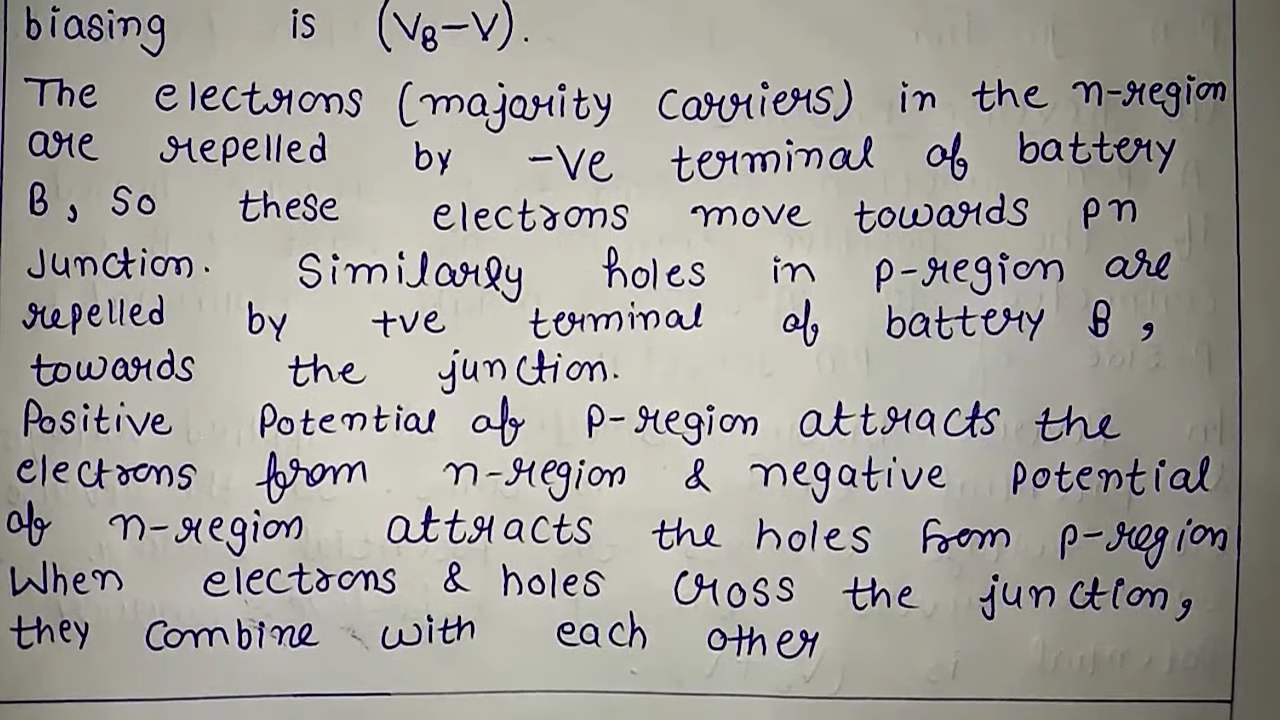 biasing is (VB-V).
The electrons (majority carriers) in the n-region
are repelled by -ve terminal of battery
B, so these electrons move towards pn
Junction. Similarly holes in p-region are
repelled by +ve terminal of battery B,
towards the junction.
Positive Potential of P-region attracts the
electrons from n-region & negative potential
of n-region attracts the holes from p-region
When electrons & holes cross the junction,
they combine with each other